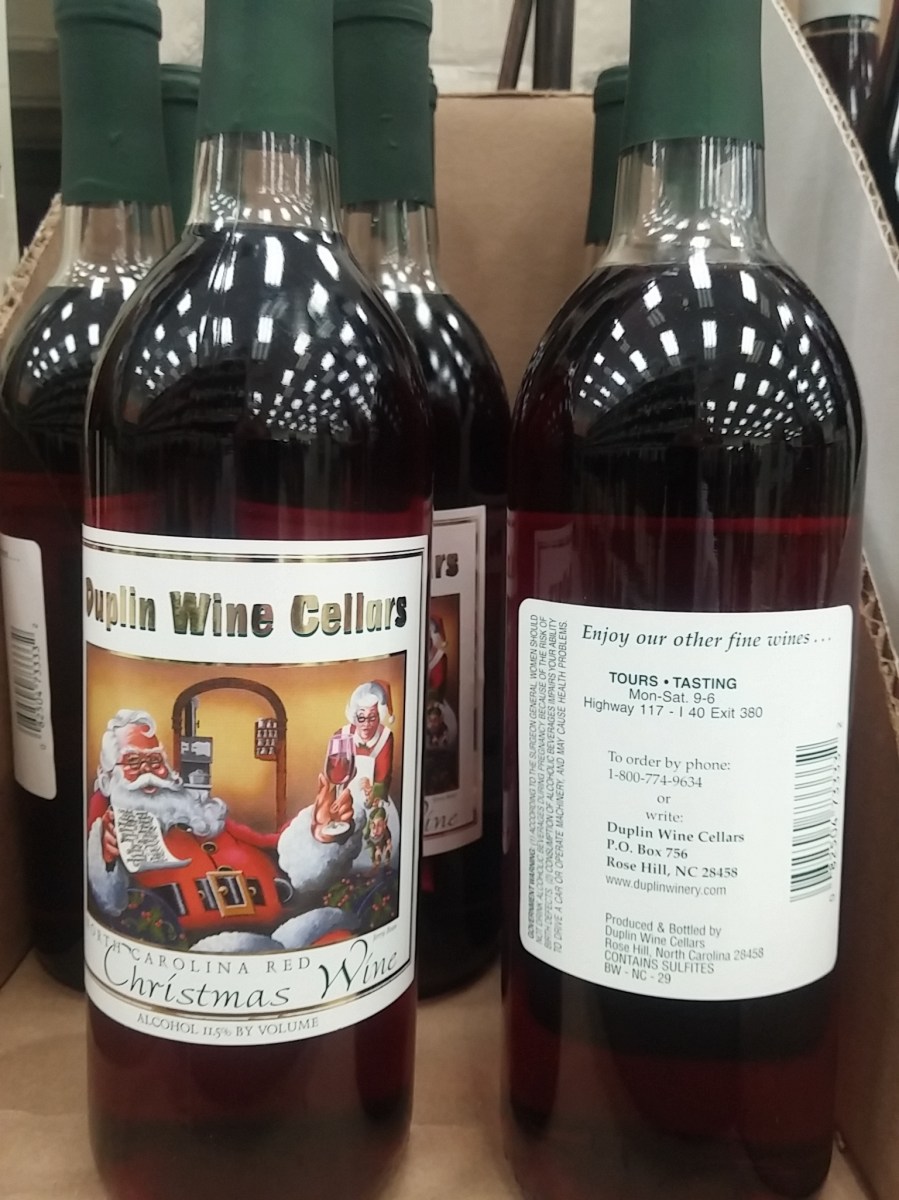 Duplin Wine Cellars
NORTH CAROLINA RED
Christmas Wine
ALCOHOL 11.5% BY VOLUME
rs
Wine
GOVERNMENT WARNING: (1) ACCORDING TO THE SURGEON GENERAL, WOMEN SHOULD
NOT DRINK ALCOHOLIC BEVERAGES DURING PREGNANCY BECAUSE OF THE RISK OF
BIRTH DEFECTS. (2) CONSUMPTION OF ALCOHOLIC BEVERAGES IMPAIRS YOUR ABILITY
TO DRIVE A CAR OR OPERATE MACHINERY, AND MAY CAUSE HEALTH PROBLEMS.
Enjoy our other fine wines...
TOURS • TASTING
Mon-Sat. 9-6
Highway 117 - I 40 Exit 380
To order by phone:
1-800-774-9634
or
write:
Duplin Wine Cellars
P.O. Box 756
Rose Hill, NC 28458
www.duplinwinery.com
Produced & Bottled by
Duplin Wine Cellars
Rose Hill, North Carolina 28458
CONTAINS SULFITES
BW - NC - 29